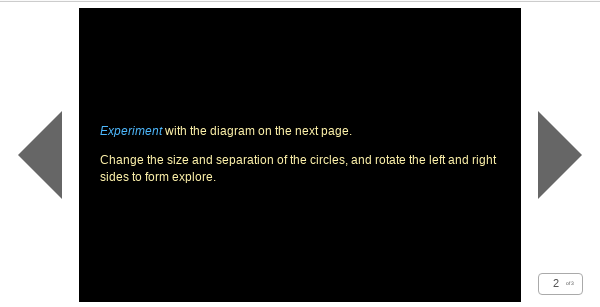 Experiment with the diagram on the next page.
Change the size and separation of the circles, and rotate the left and right
sides to form explore.
2 of 3